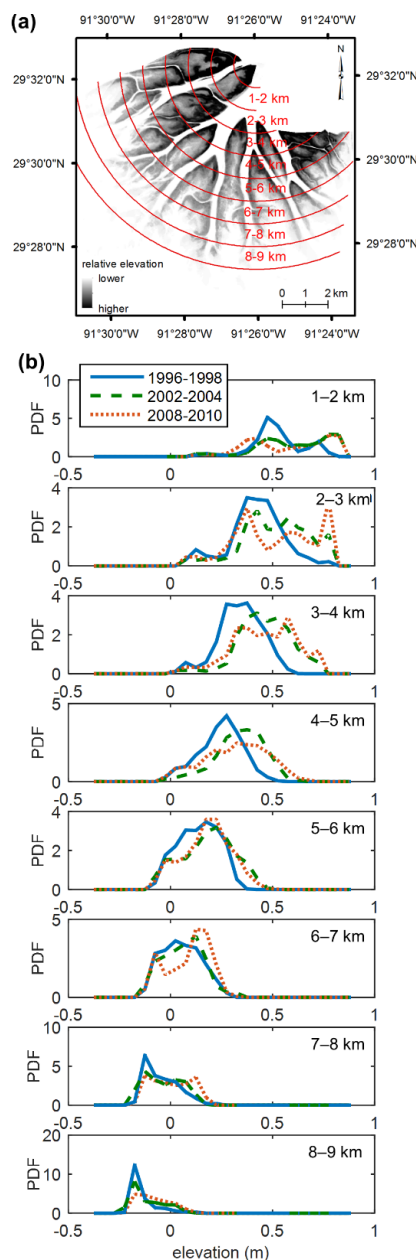 (a)
91°30'0"W 91°28'0"W 91°26'0"W 91°24'0"W
29°32'0"N
29°30'0"N
29°28'0"N
N
1-2 km
2-3 km
3-4 km
4-5 km
5-6 km
6-7 km
7-8 km
8-9 km
29°32'0"N
29°30'0"N
29°28'0"N
relative elevation
lower
higher
0 1 2 km
91°30'0"W 91°28'0"W 91°26'0"W 91°24'0"W
(b)
1996-1998
2002-2004
2008-2010
1–2 km
PDF
10
5
0
-0.5 0 0.5 1
2–3 km
PDF
4
2
0
-0.5 0 0.5 1
3–4 km
PDF
4
2
0
-0.5 0 0.5 1
4–5 km
PDF
5
0
-0.5 0 0.5 1
5–6 km
PDF
4
2
0
-0.5 0 0.5 1
6–7 km
PDF
5
0
-0.5 0 0.5 1
7–8 km
PDF
10
5
0
-0.5 0 0.5 1
8–9 km
PDF
20
10
0
-0.5 0 0.5 1
elevation (m)